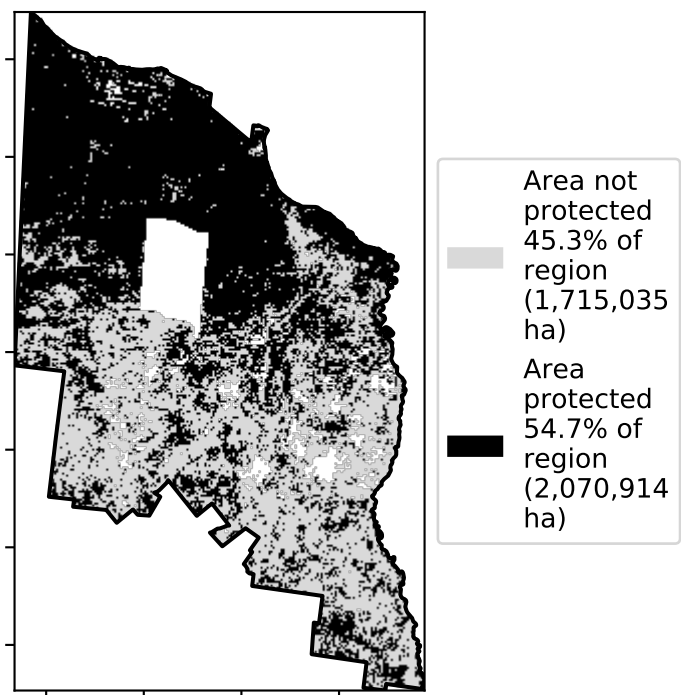 Area not
protected
45.3% of
region
(1,715,035
ha)
Area
protected
54.7% of
region
(2,070,914
ha)